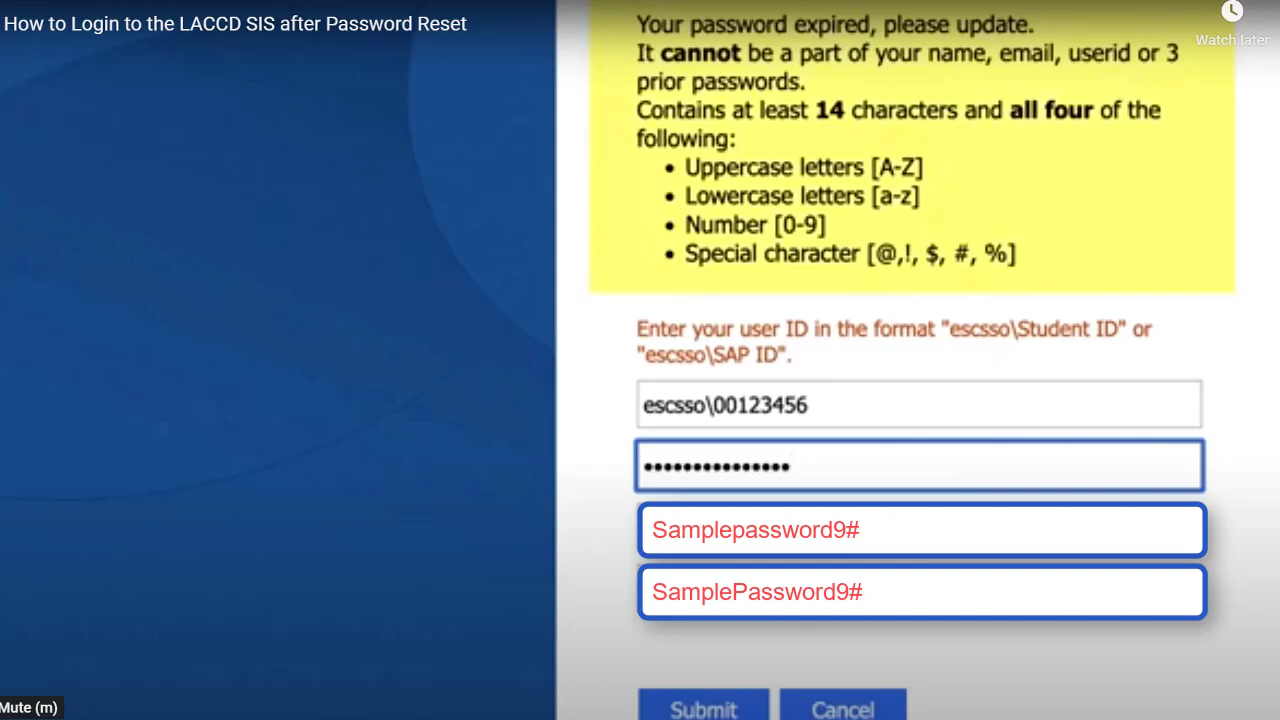 How to Login to the LACCD SIS after Password Reset
Watch later
Your password expired, please update.
It cannot be a part of your name, email, userid or 3
prior passwords.
Contains at least 14 characters and all four of the
following:
• Uppercase letters [A-Z]
• Lowercase letters [a-z]
• Number [0-9]
• Special character [@,!, $, #, %]
Enter your user ID in the format "escsso\Student ID" or
"escsso\SAP ID".
escsso\00123456
•••••••••••••••
Samplepassword9#
SamplePassword9#
Submit Cancel
Mute (m)